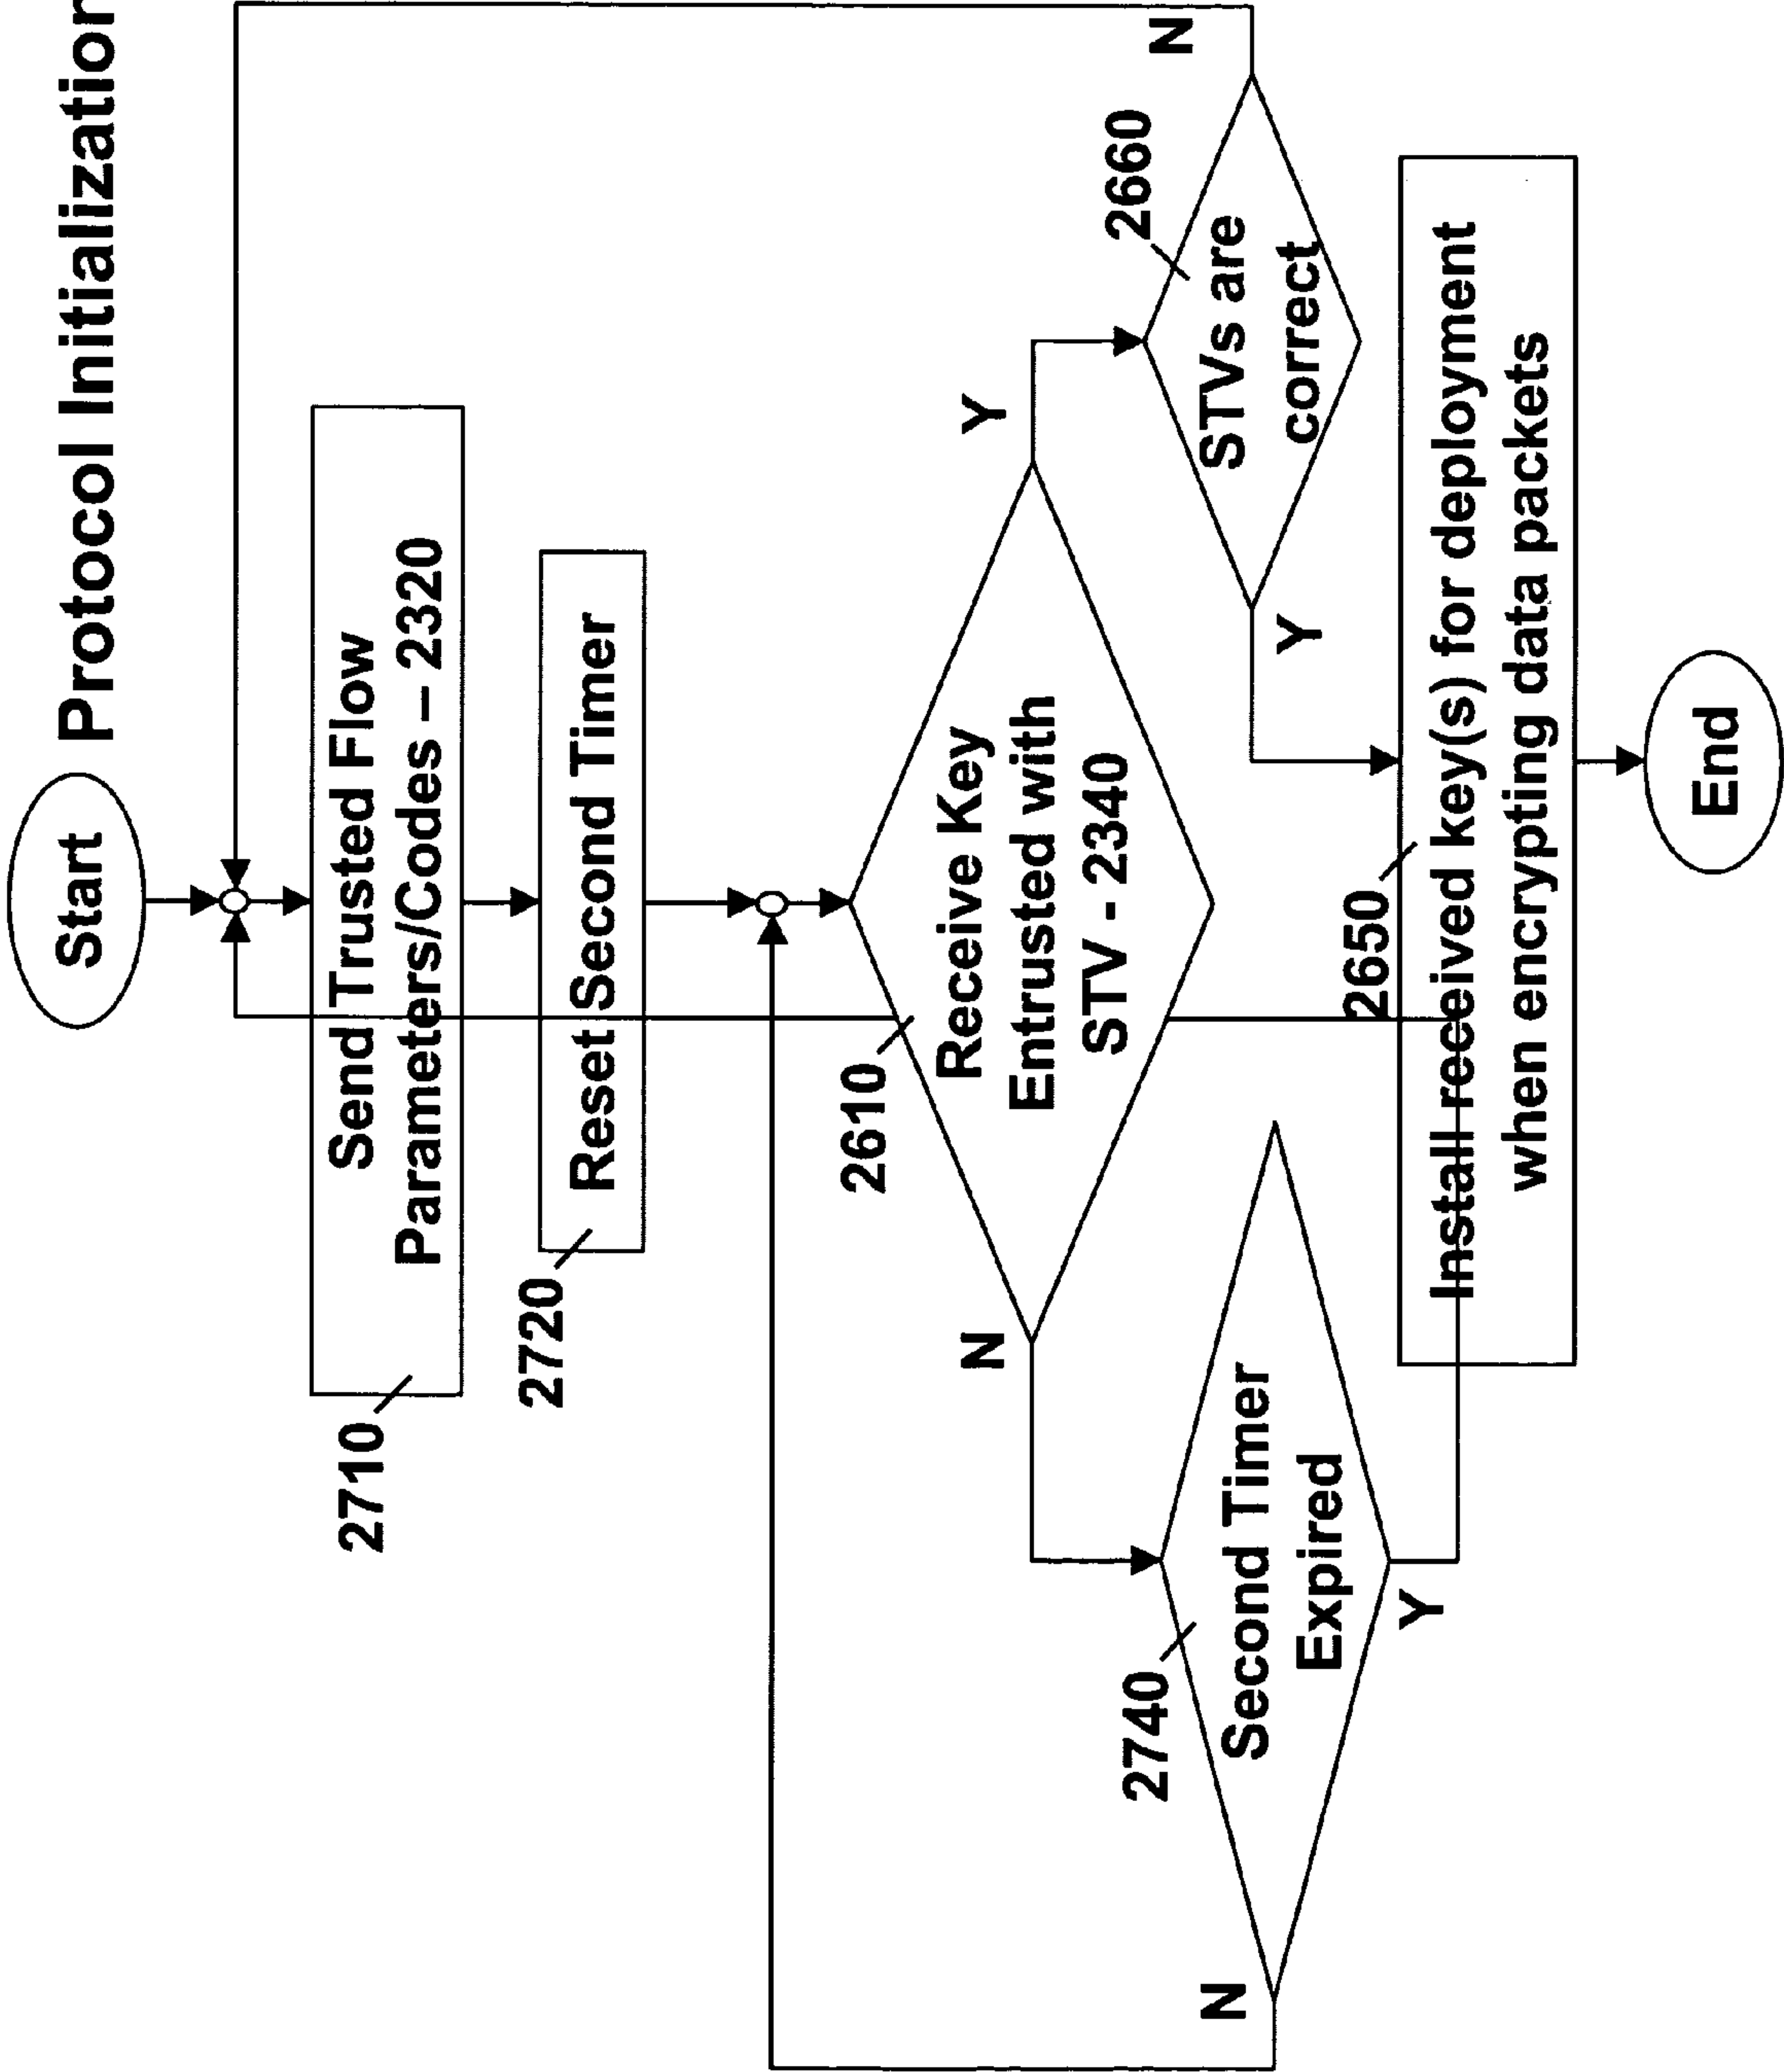 Protocol Initialization
Start
2710
Send Trusted Flow
Parameters/Codes – 2320
2720
Reset Second Timer
2610
Receive Key
Entrusted with
STV - 2340
N
Y
2740
Second Timer
Expired
N
Y
2660
STVs are
correct
N
Y
2650
Install received key(s) for deployment
when encrypting data packets
End